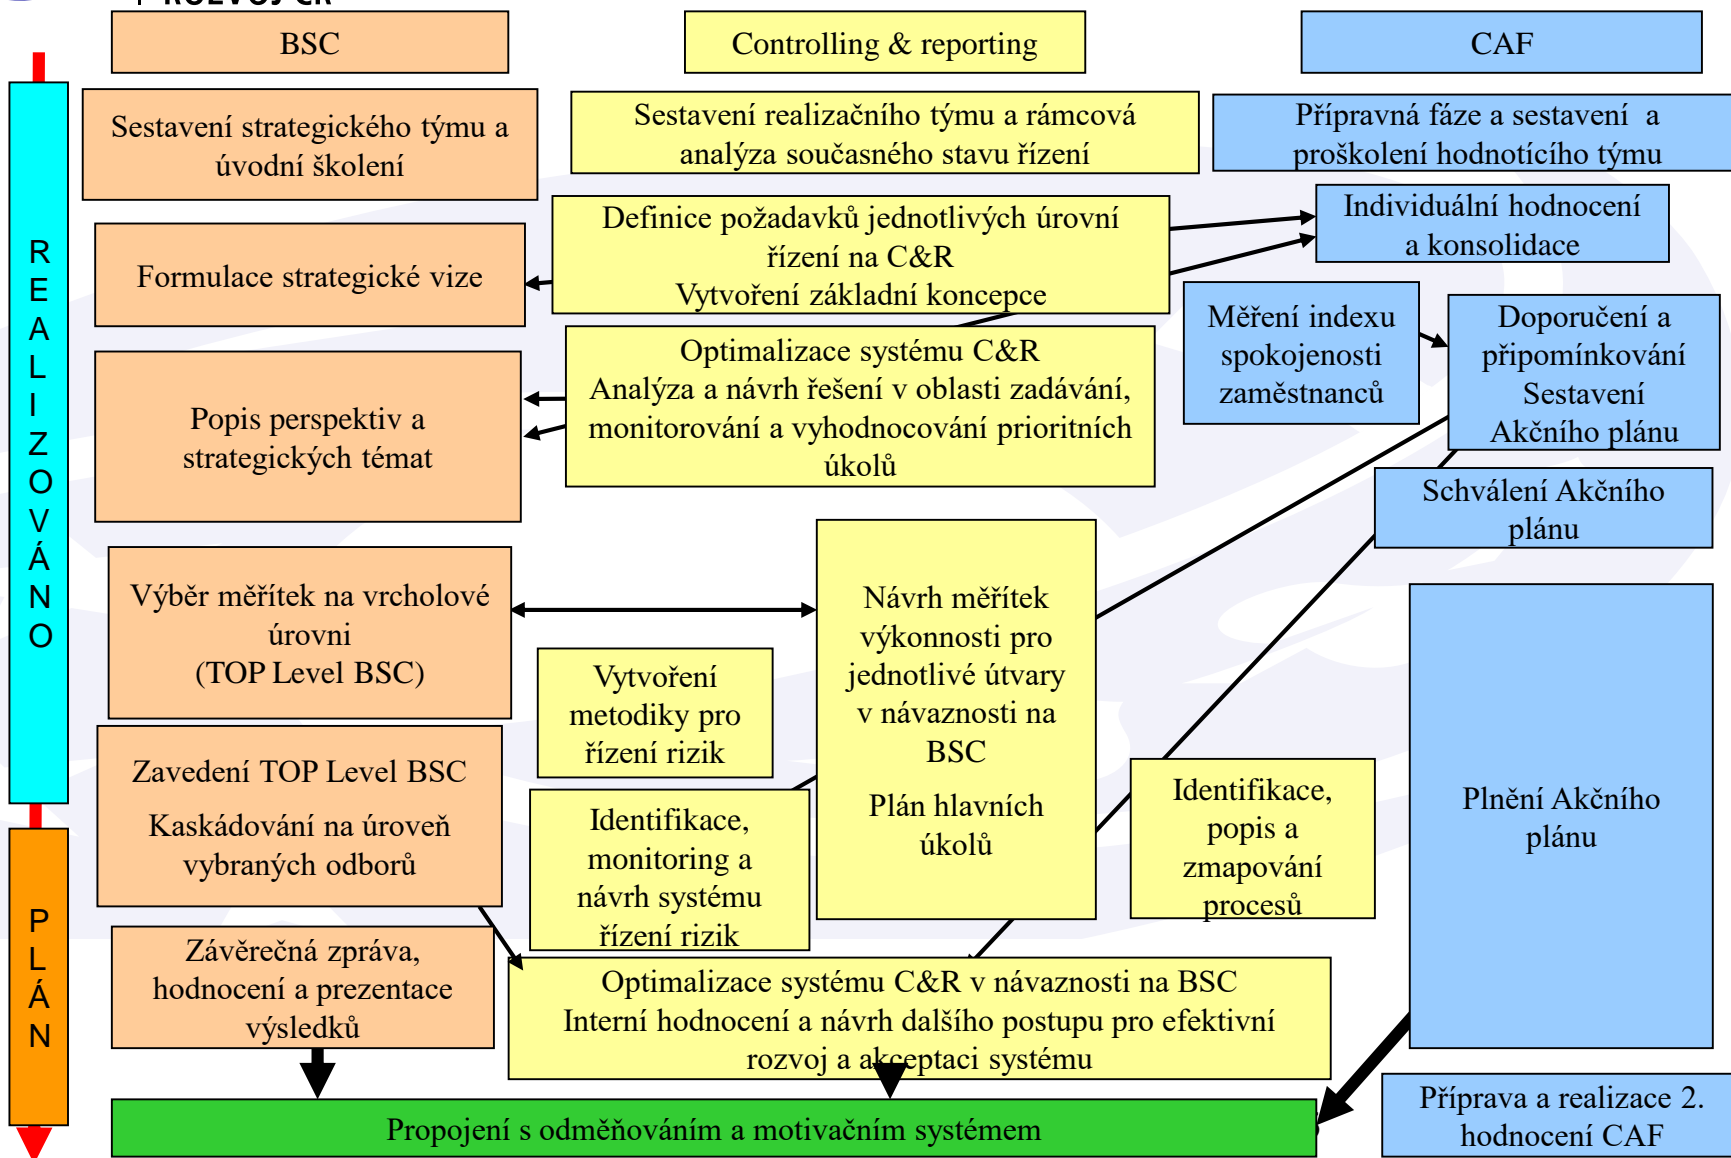 ROZVOJ ČR
BSC
Controlling & reporting
CAF
REALIZOVÁNO
PLÁN
Sestavení strategického týmu a
úvodní školení
Formulace strategické vize
Popis perspektiv a
strategických témat
Výběr měřítek na vrcholové
úrovni
(TOP Level BSC)
Zavedení TOP Level BSC
Kaskádování na úroveň
vybraných odborů
Závěrečná zpráva,
hodnocení a prezentace
výsledků
Sestavení realizačního týmu a rámcová
analýza současného stavu řízení
Definice požadavků jednotlivých úrovní
řízení na C&R
Vytvoření základní koncepce
Optimalizace systému C&R
Analýza a návrh řešení v oblasti zadávání,
monitorování a vyhodnocování prioritních
úkolů
Návrh měřítek
výkonnosti pro
jednotlivé útvary
v návaznosti na
BSC
Plán hlavních
úkolů
Vytvoření
metodiky pro
řízení rizik
Identifikace,
monitoring a
návrh systému
řízení rizik
Identifikace,
popis a
zmapování
procesů
Optimalizace systému C&R v návaznosti na BSC
Interní hodnocení a návrh dalšího postupu pro efektivní
rozvoj a akceptaci systému
Přípravná fáze a sestavení a
proškolení hodnotícího týmu
Individuální hodnocení
a konsolidace
Měření indexu
spokojenosti
zaměstnanců
Doporučení a
připomínkování
Sestavení
Akčního plánu
Schválení Akčního
plánu
Plnění Akčního
plánu
Příprava a realizace 2.
hodnocení CAF
Propojení s odměňováním a motivačním systémem